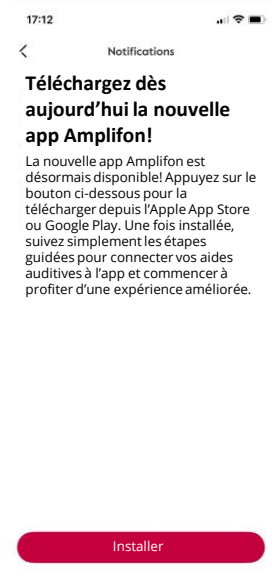 17:12
Notifications
Téléchargez dès
aujourd’hui la nouvelle
app Amplifon!
La nouvelle app Amplifon est
désormais disponible! Appuyez sur le
bouton ci-dessous pour la
télécharger depuis l’Apple App Store
ou Google Play. Une fois installée,
suivez simplement les étapes
guidées pour connecter vos aides
auditives à l’app et commencer à
profiter d’une expérience améliorée.
Installer